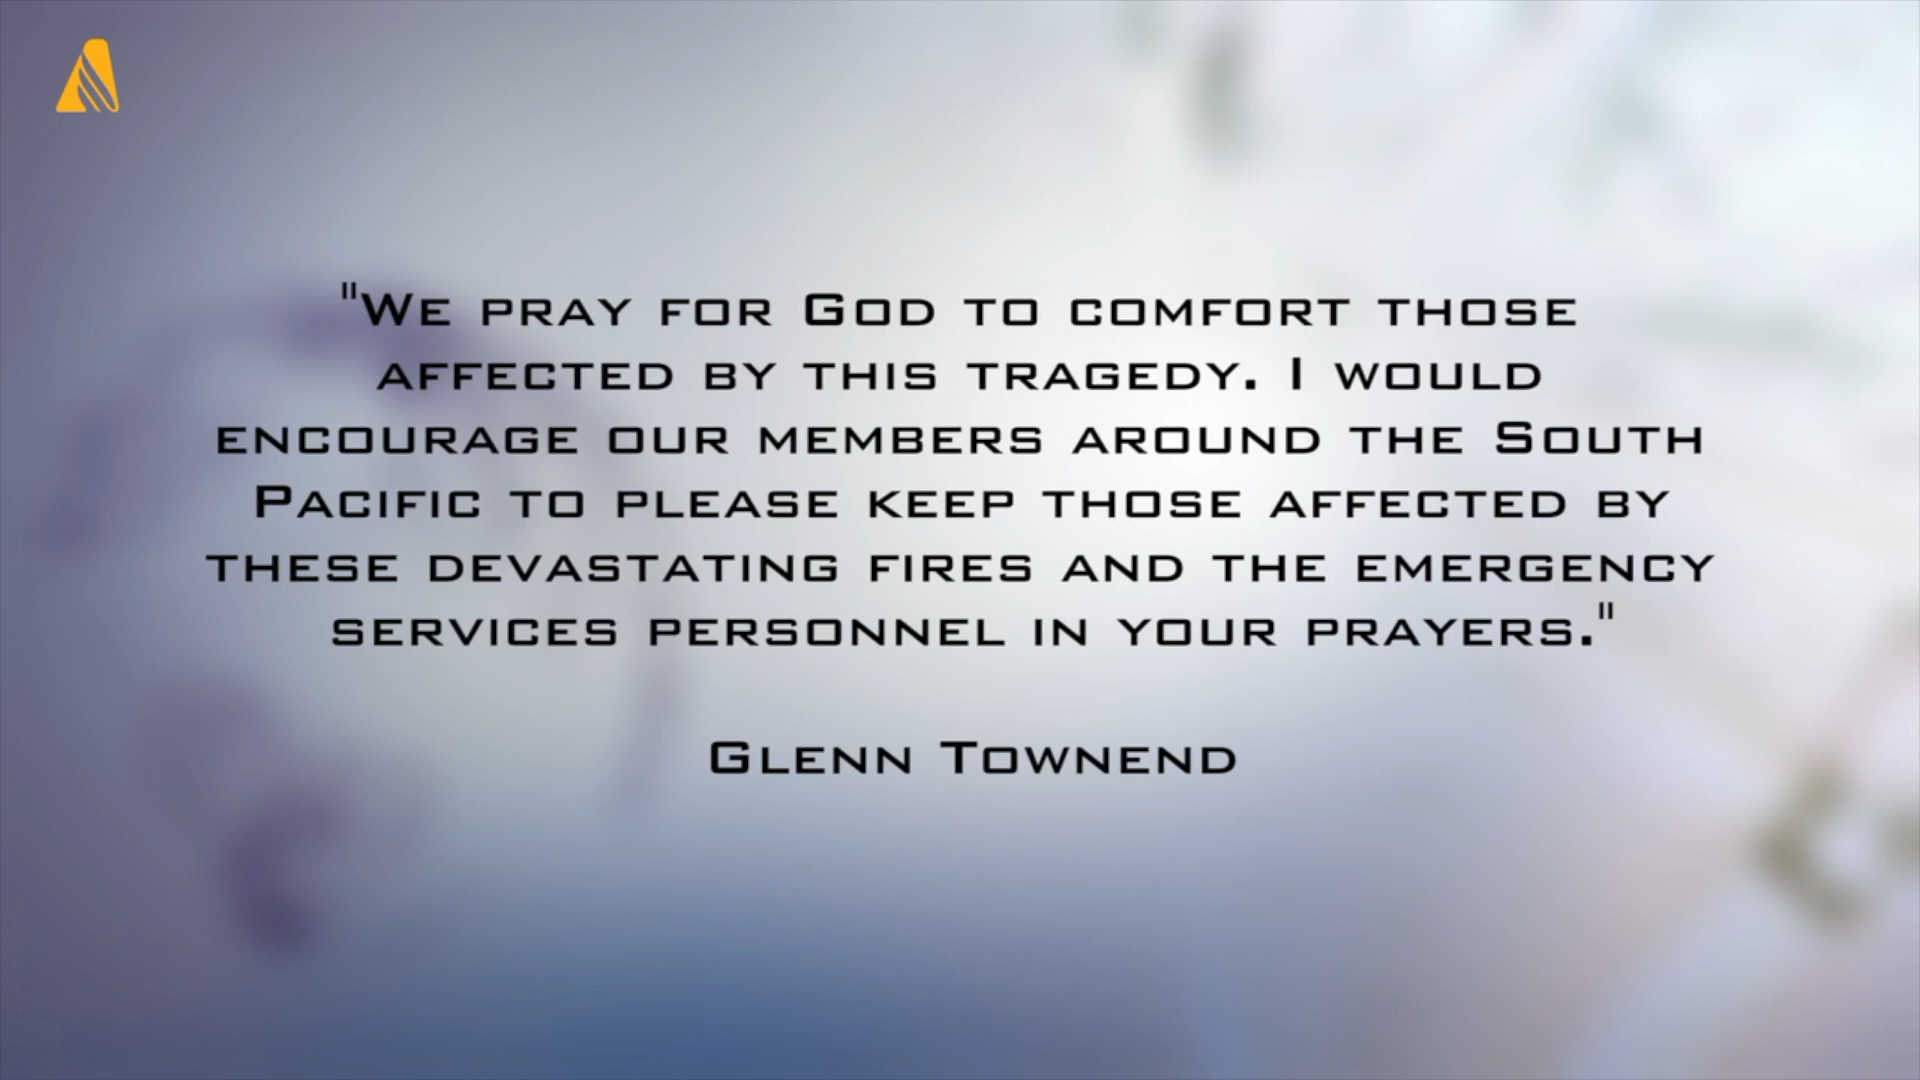 "We pray for God to comfort those
affected by this tragedy. I would
encourage our members around the South
Pacific to please keep those affected by
these devastating fires and the emergency
services personnel in your prayers."
Glenn Townend